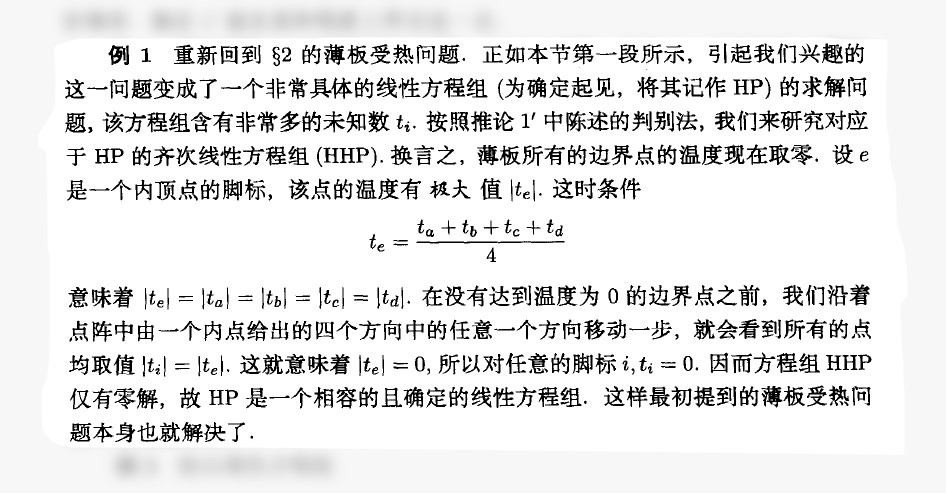 例 1 重新回到 §2 的薄板受热问题. 正如本节第一段所示, 引起我们兴趣的
这一问题变成了一个非常具体的线性方程组 (为确定起见, 将其记作 HP) 的求解问
题, 该方程组含有非常多的未知数 tᵢ. 按照推论 1′ 中陈述的判别法, 我们来研究对应
于 HP 的齐次线性方程组 (HHP). 换言之, 薄板所有的边界点的温度现在取零. 设 e
是一个内顶点的脚标, 该点的温度有 极大 值 |tₑ|. 这时条件
t_e = (t_a + t_b + t_c + t_d)/4
意味着 |t_e| = |t_a| = |t_b| = |t_c| = |t_d|. 在没有达到温度为 0 的边界点之前, 我们沿着
点阵中由一个内点给出的四个方向中的任意一个方向移动一步, 就会看到所有的点
均取值 |t_i| = |t_e|. 这就意味着 |t_e| = 0, 所以对任意的脚标 i, t_i = 0. 因而方程组 HHP
仅有零解, 故 HP 是一个相容的且确定的线性方程组. 这样最初提到的薄板受热问
题本身也就解决了.